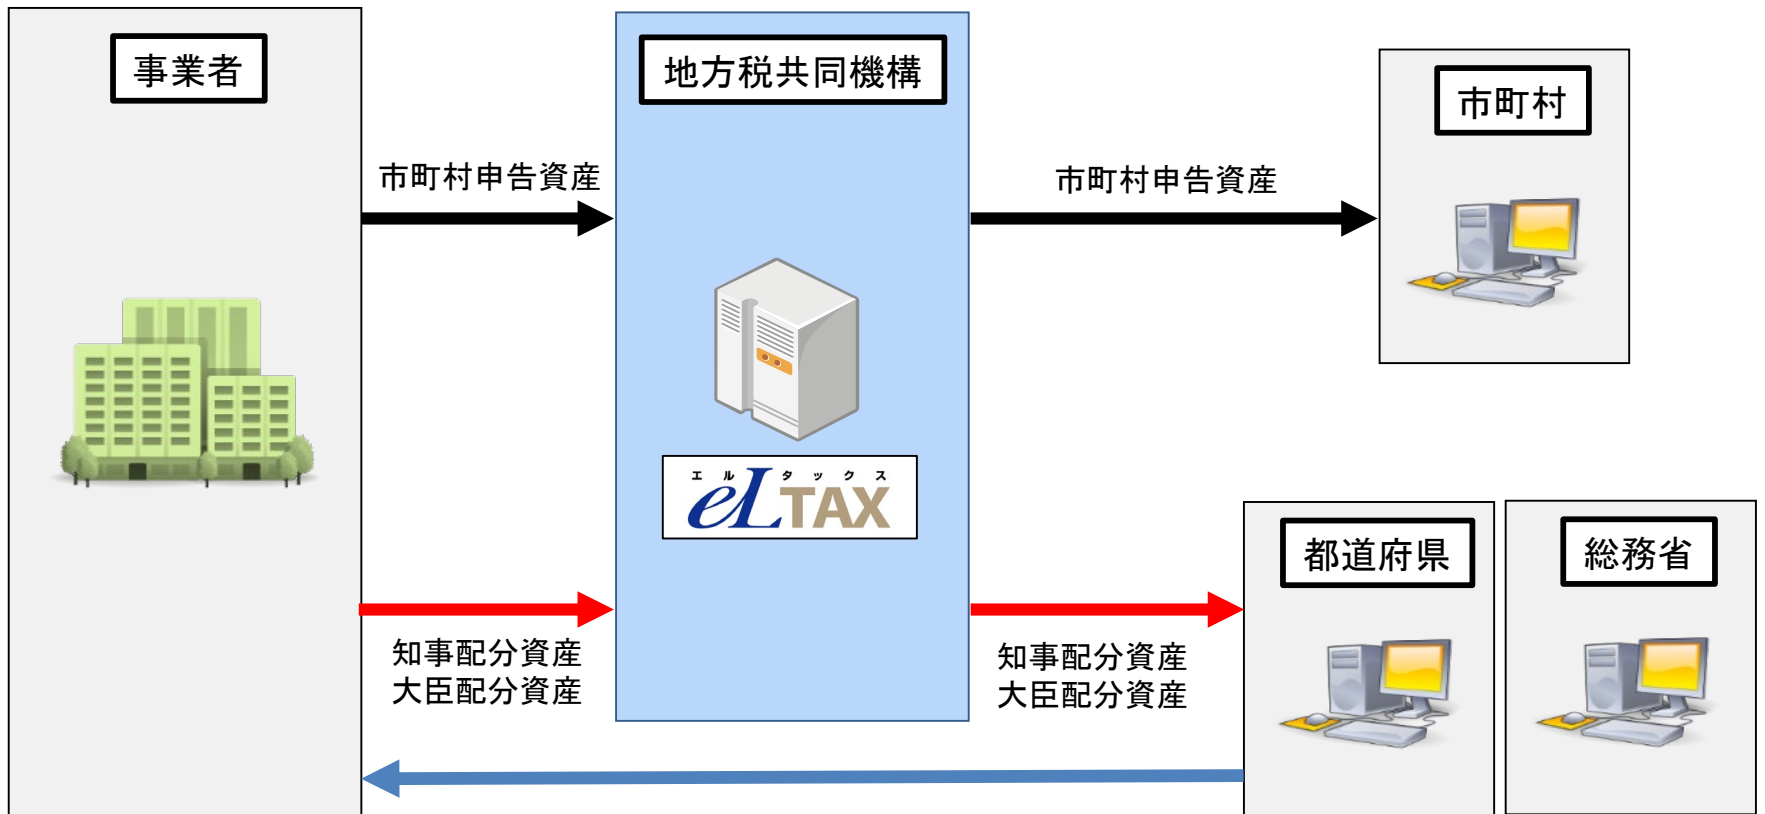 事業者
地方税共同機構
市町村
市町村申告資産
市町村申告資産
エルタックス
eLTAX
都道府県
総務省
知事配分資産
大臣配分資産
知事配分資産
大臣配分資産